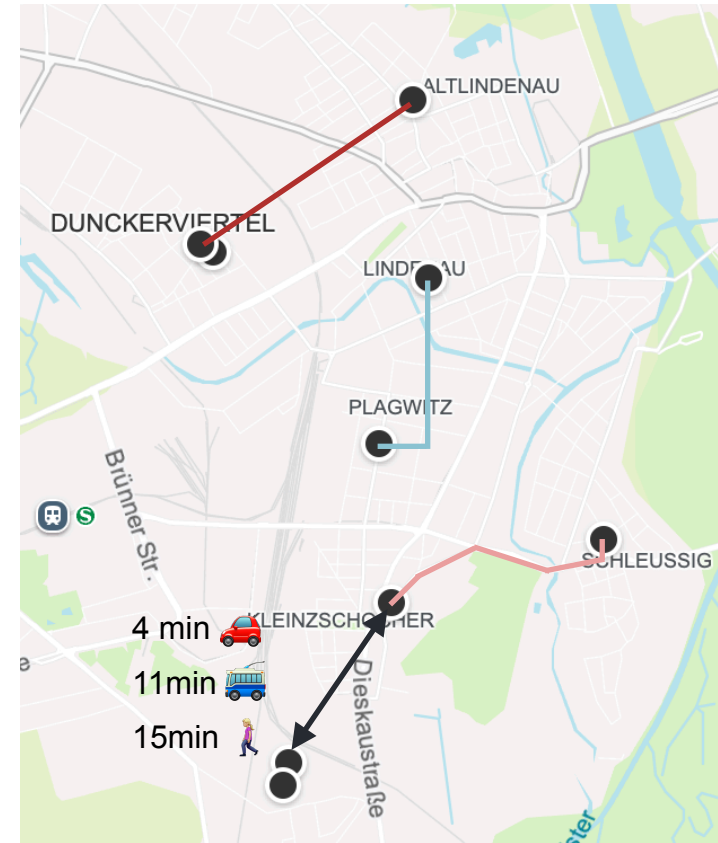 ALTLINDENAU
DUNCKERVIERTEL
LINDENAU
PLAGWITZ
Brünner Str.
S
SCHLEUSSIG
KLEINZSCHOCHER
4 min
11min
15min
Dieskaustraße